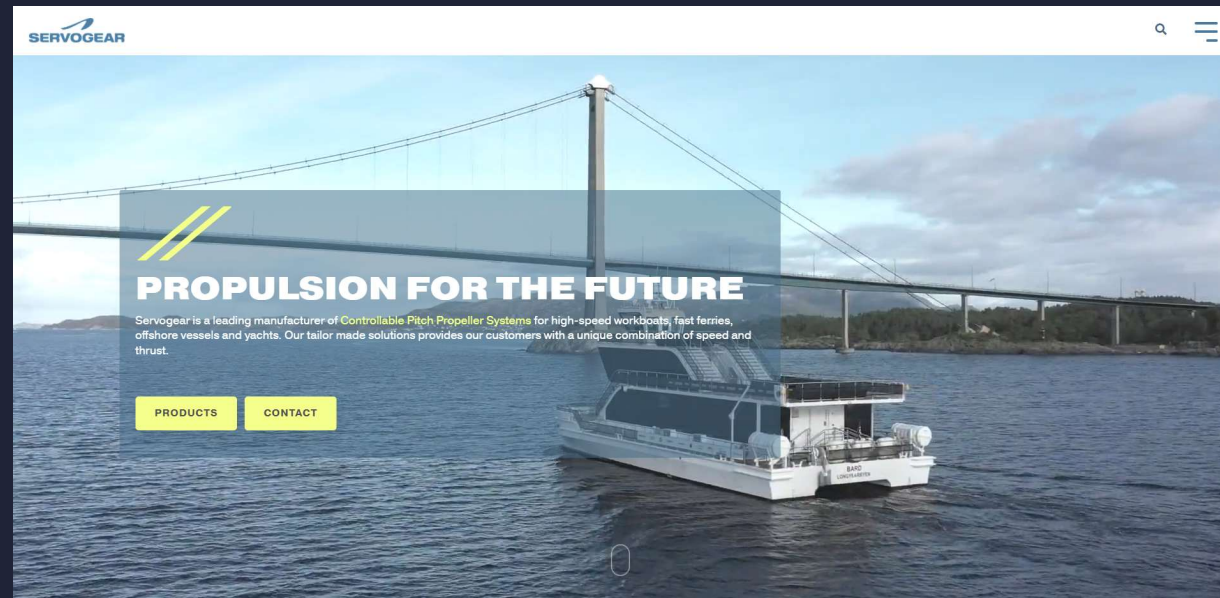 SERVOGEAR
PROPULSION FOR THE FUTURE
Servogear is a leading manufacturer of Controllable Pitch Propeller Systems for high-speed workboats, fast ferries,
offshore vessels and yachts. Our tailor made solutions provides our customers with a unique combination of speed and
thrust.
PRODUCTS CONTACT
BARD
LONGYEARBYEN